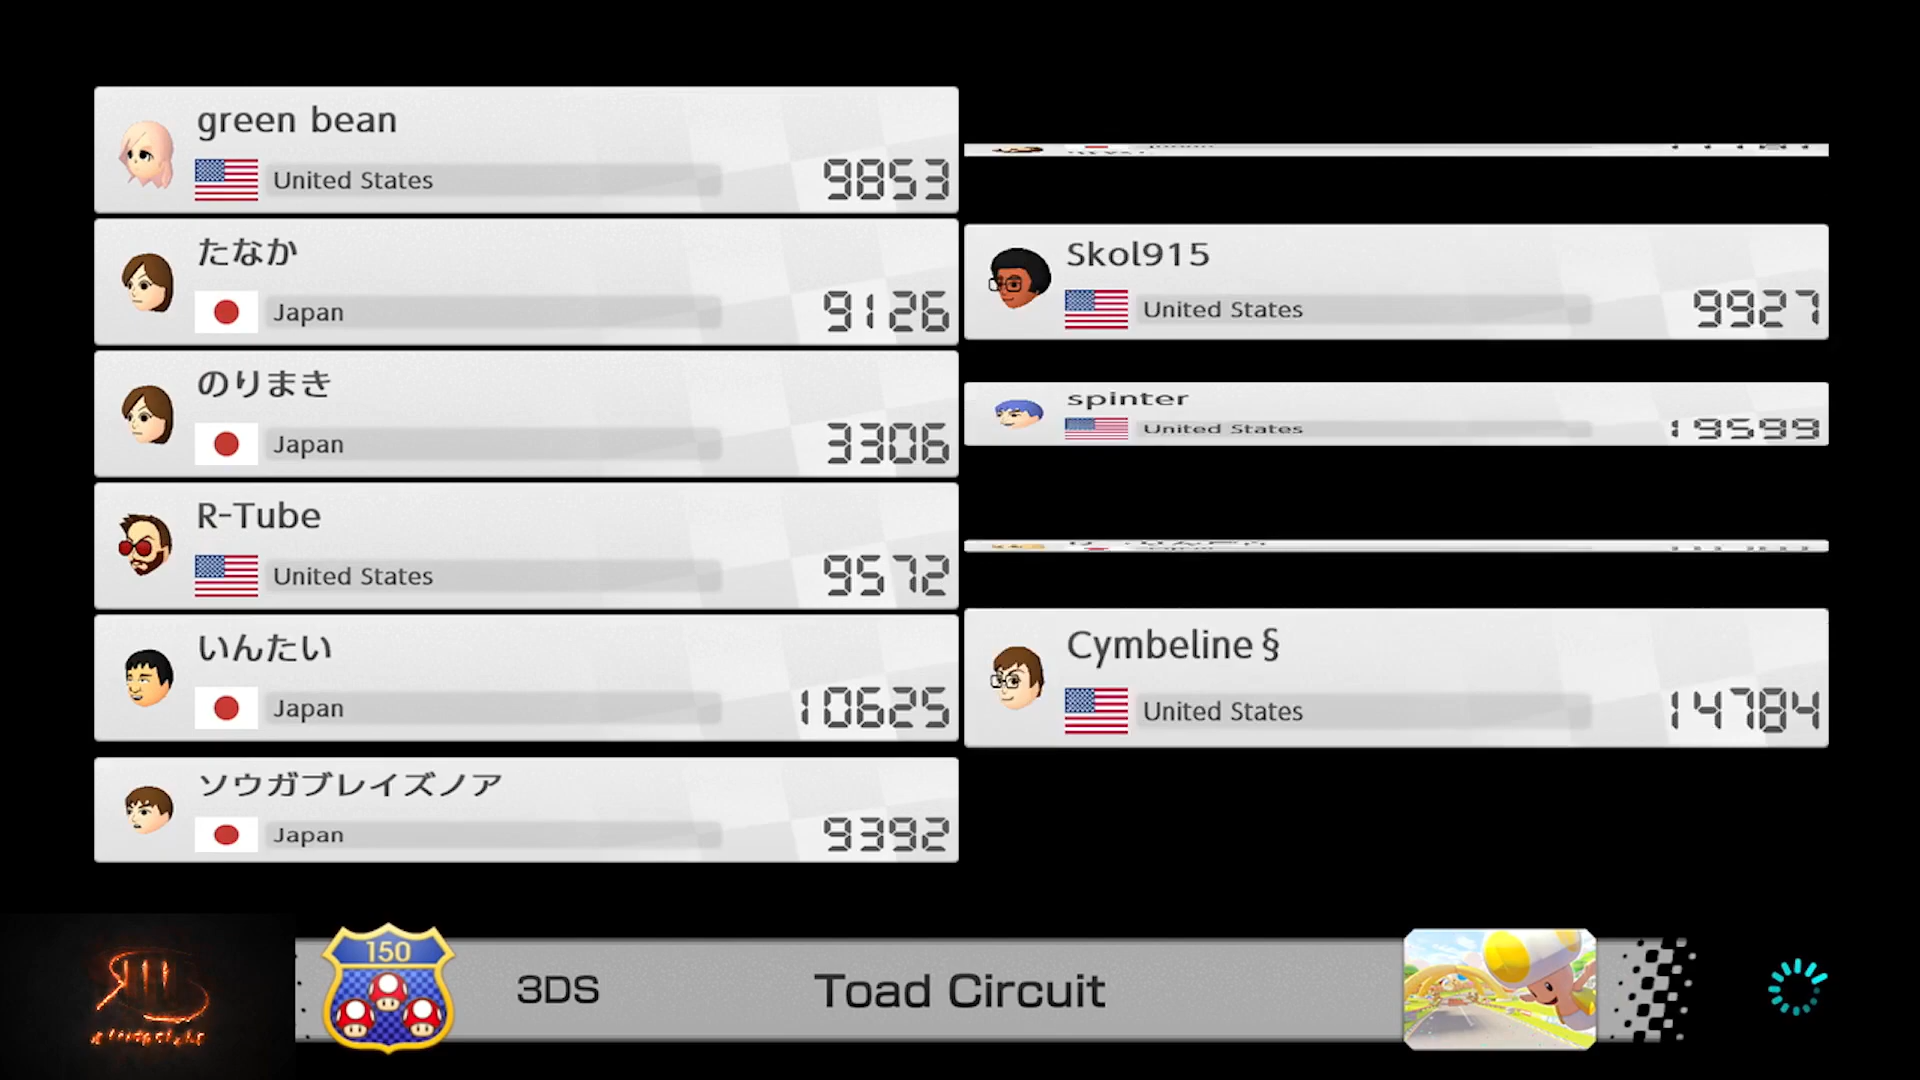 green bean
United States
9853
たなか
Japan
9126
のりまき
Japan
3306
R-Tube
United States
9572
いんたい
Japan
10625
ソウガブレイズノア
Japan
9392
Skol915
United States
9927
spinter
United States
19599
Cymbeline§
United States
14784
150
3DS
Toad Circuit